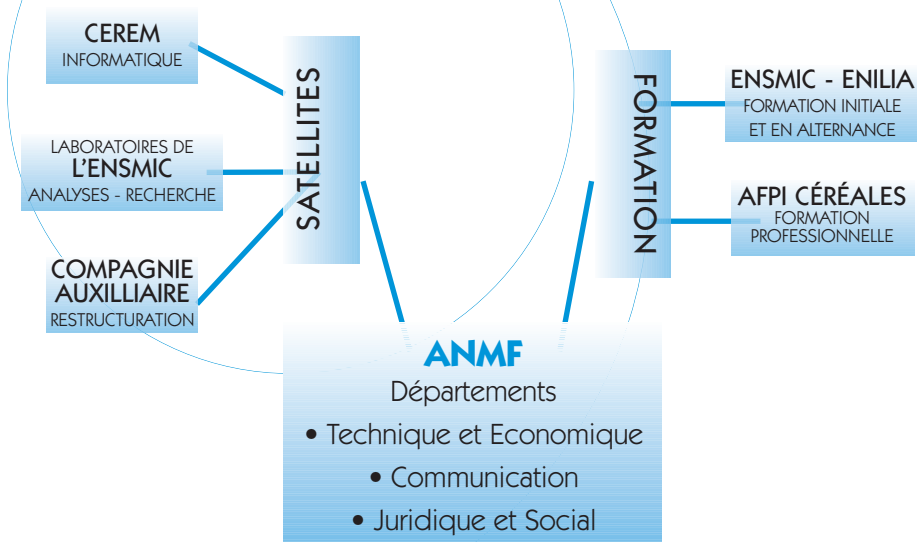 CEREM
INFORMATIQUE
LABORATOIRES DE
L'ENSMIC
ANALYSES - RECHERCHE
COMPAGNIE
AUXILLIAIRE
RESTRUCTURATION
SATELLITES
FORMATION
ENSMIC - ENILIA
FORMATION INITIALE
ET EN ALTERNANCE
AFPI CÉRÉALES
FORMATION
PROFESSIONNELLE
ANMF
Départements
• Technique et Economique
• Communication
• Juridique et Social